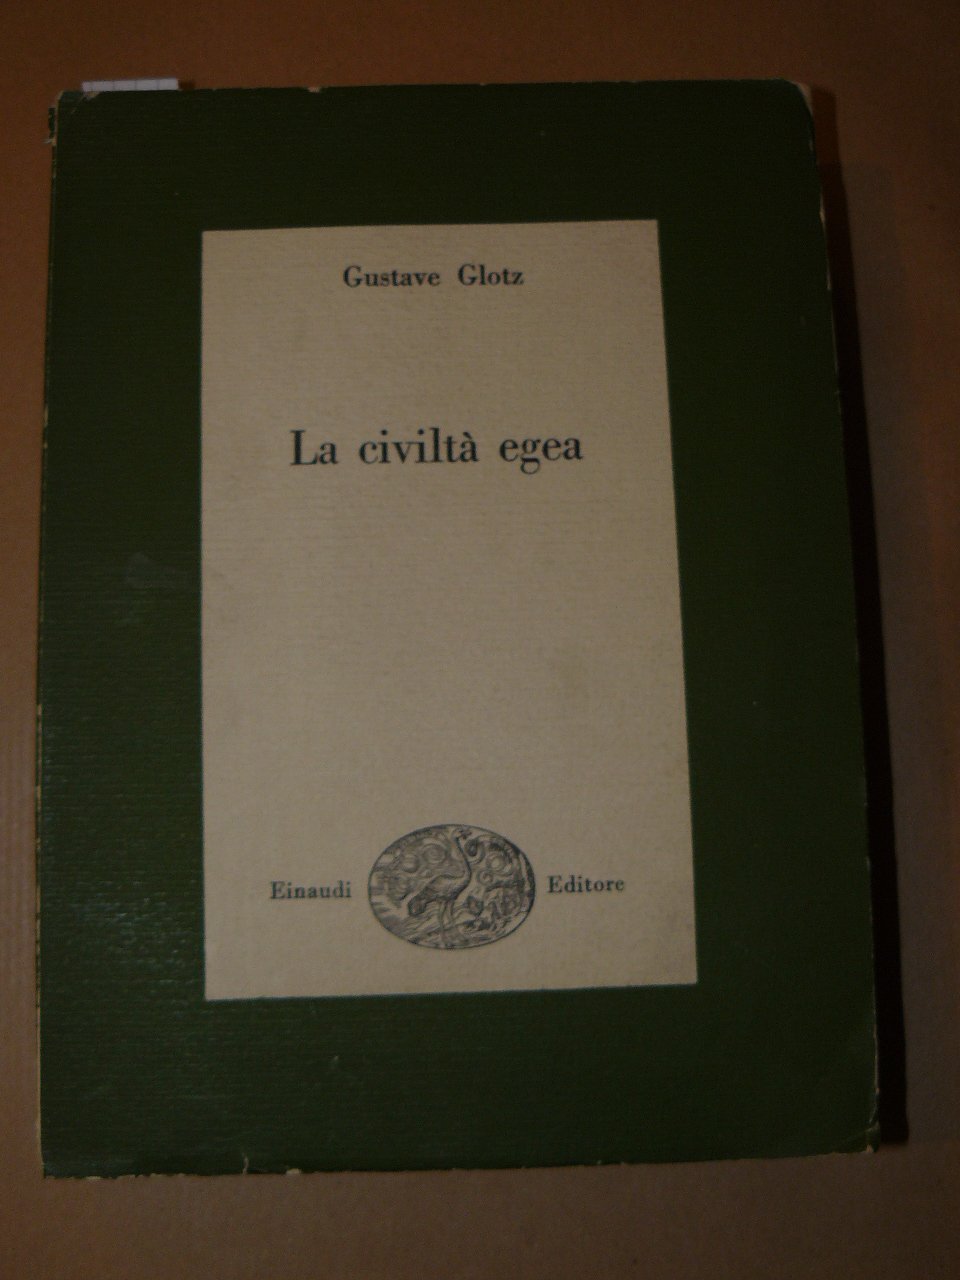 Gustave Glotz
La civiltà egea
Einaudi Editore